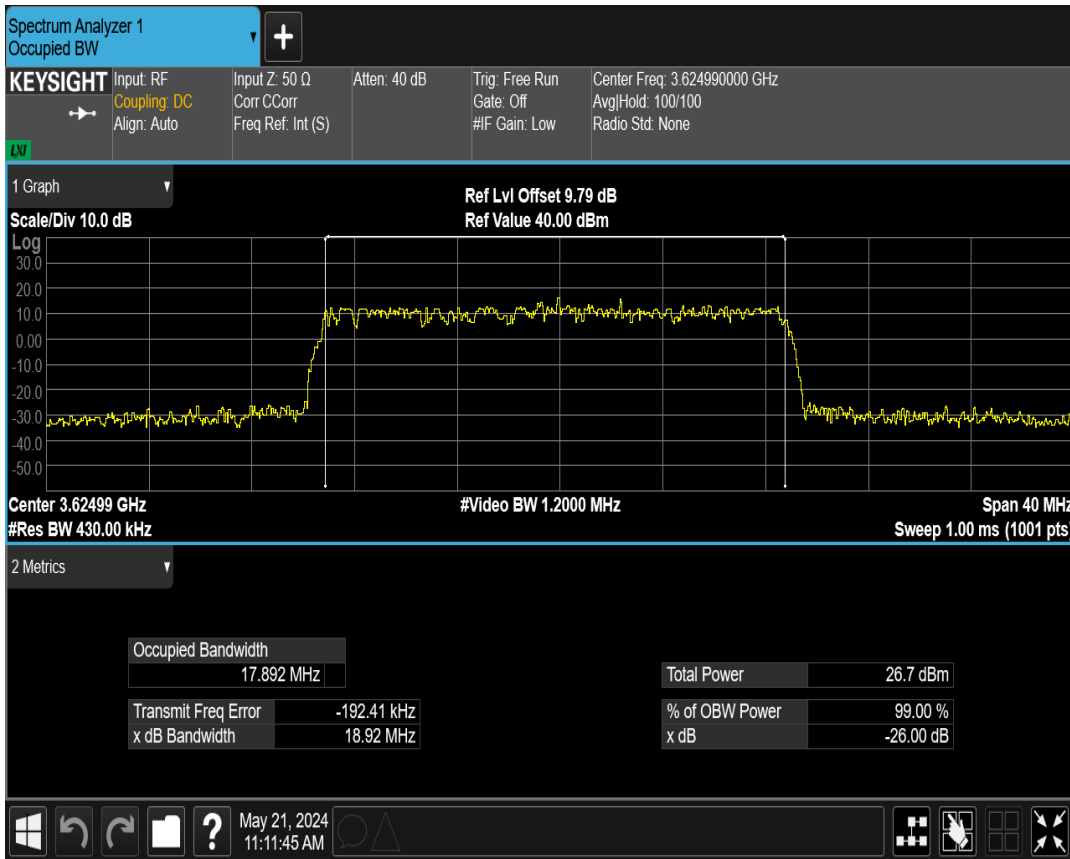 Spectrum Analyzer 1
Occupied BW
KEYSIGHT
LXI
Input: RF
Coupling: DC
Align: Auto
Input Z: 50 Ω
Corr CCorr
Freq Ref: Int (S)
Atten: 40 dB
Trig: Free Run
Gate: Off
#IF Gain: Low
Center Freq: 3.624990000 GHz
Avg|Hold: 100/100
Radio Std: None
1 Graph
Scale/Div 10.0 dB
Ref Lvl Offset 9.79 dB
Ref Value 40.00 dBm
Log
30.0
20.0
10.0
0.00
-10.0
-20.0
-30.0
-40.0
-50.0
Center 3.62499 GHz
#Res BW 430.00 kHz
#Video BW 1.2000 MHz
Span 40 MHz
Sweep 1.00 ms (1001 pts)
2 Metrics
Occupied Bandwidth
17.892 MHz
Transmit Freq Error -192.41 kHz
x dB Bandwidth 18.92 MHz
Total Power 26.7 dBm
% of OBW Power 99.00 %
x dB -26.00 dB
?
May 21, 2024
11:11:45 AM